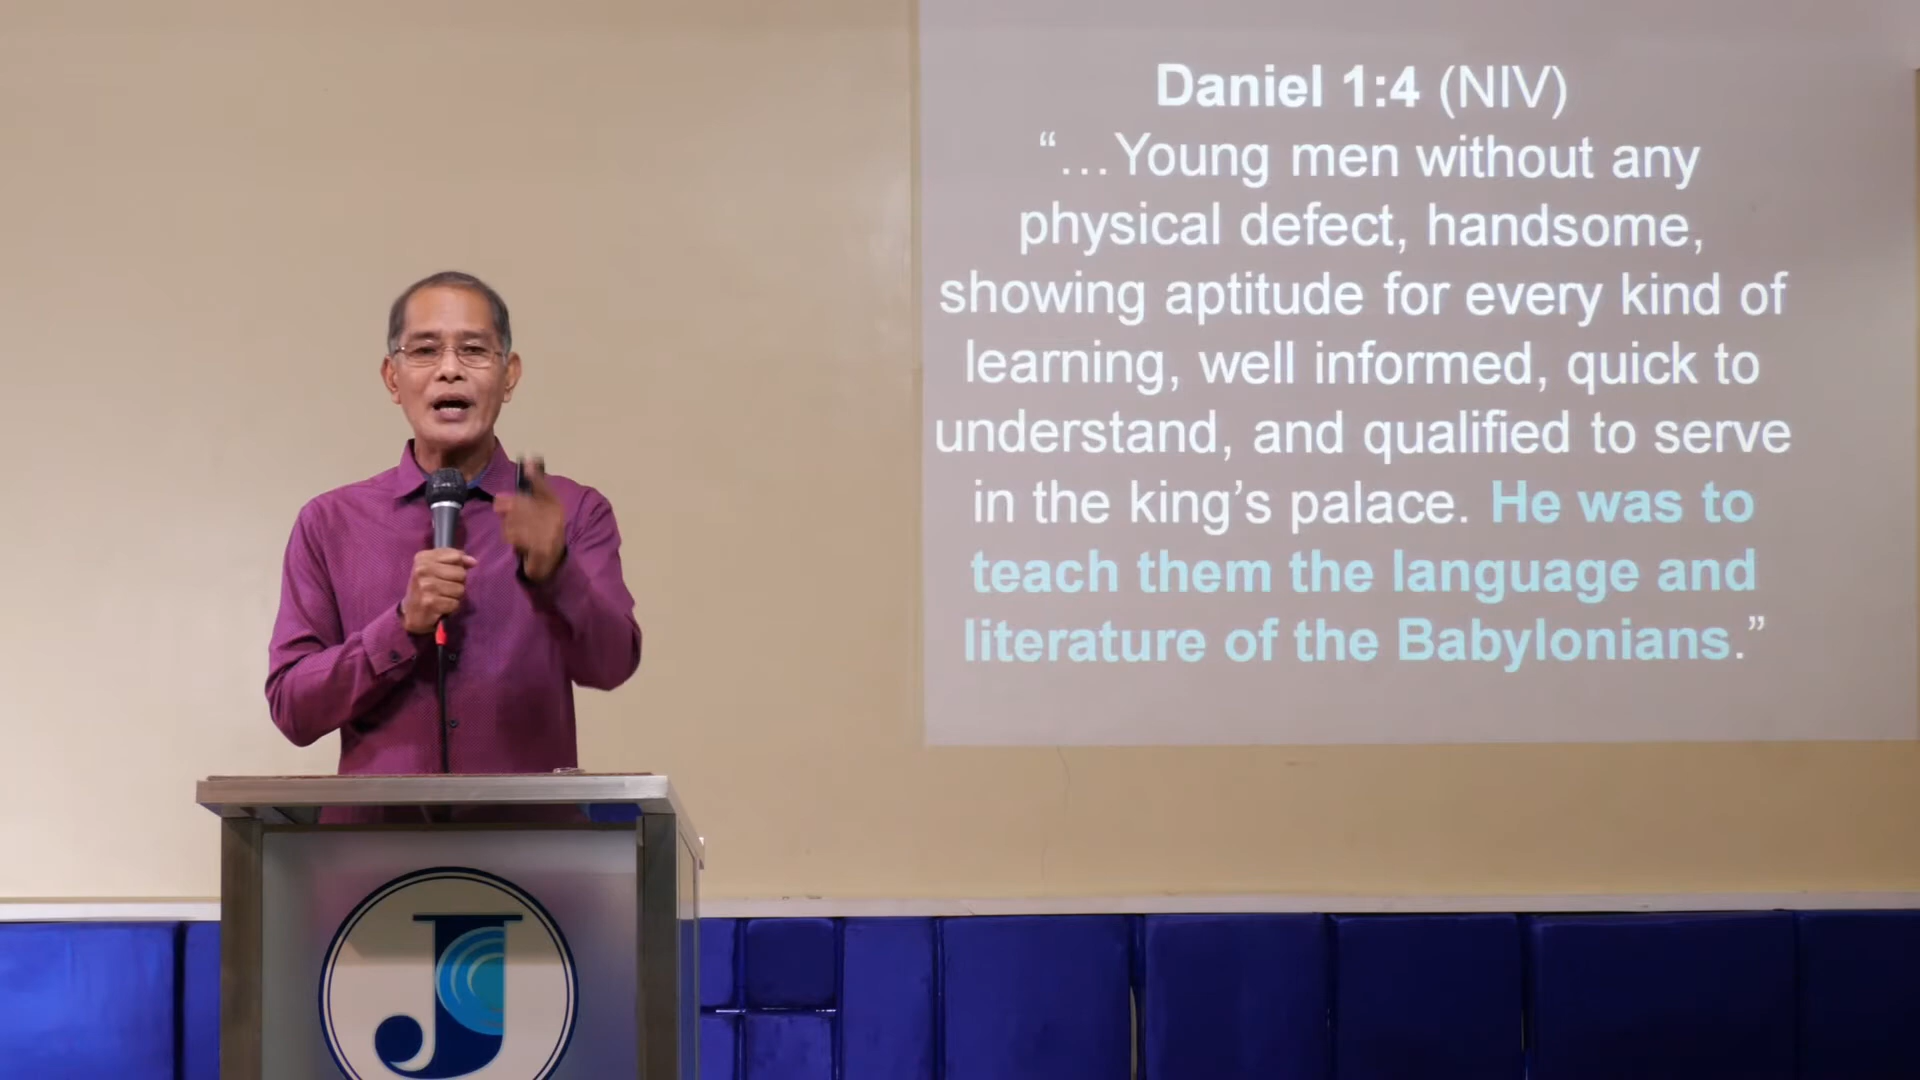 Daniel 1:4 (NIV)
“…Young men without any
physical defect, handsome,
showing aptitude for every kind of
learning, well informed, quick to
understand, and qualified to serve
in the king’s palace. He was to
teach them the language and
literature of the Babylonians.”
J